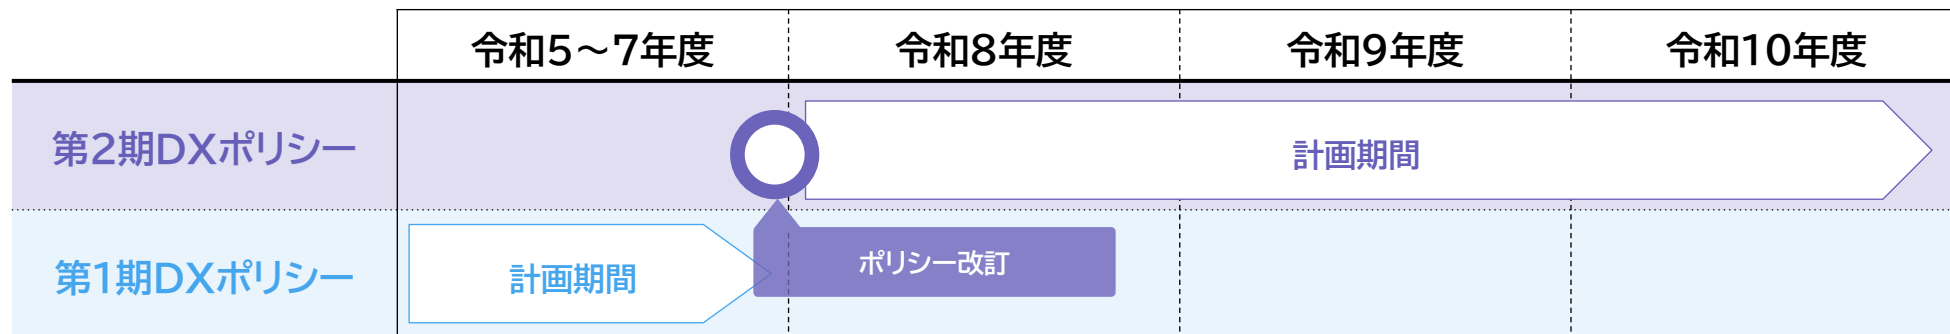 令和5～7年度
令和8年度
令和9年度
令和10年度
第2期DXポリシー
計画期間
第1期DXポリシー
計画期間
ポリシー改訂